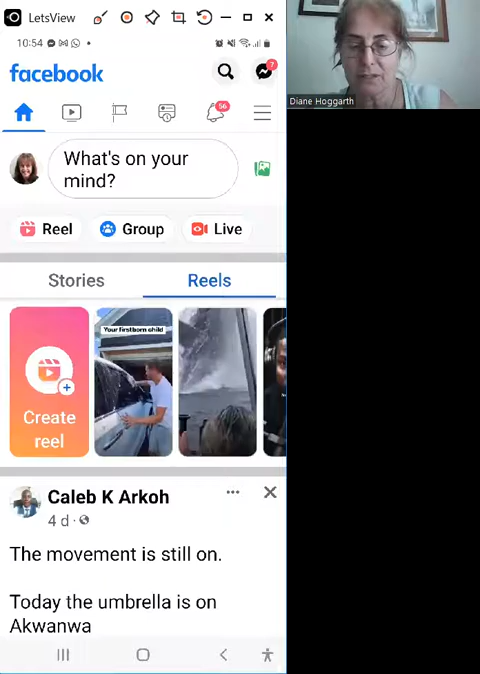 LetsView
10:54
Diane Hoggarth
facebook
7
56
What's on your
mind?
Reel
Group
Live
Stories
Reels
Your firstborn child
Create
reel
Caleb K Arkoh
4 d ·
The movement is still on.
Today the umbrella is on
Akwanwa